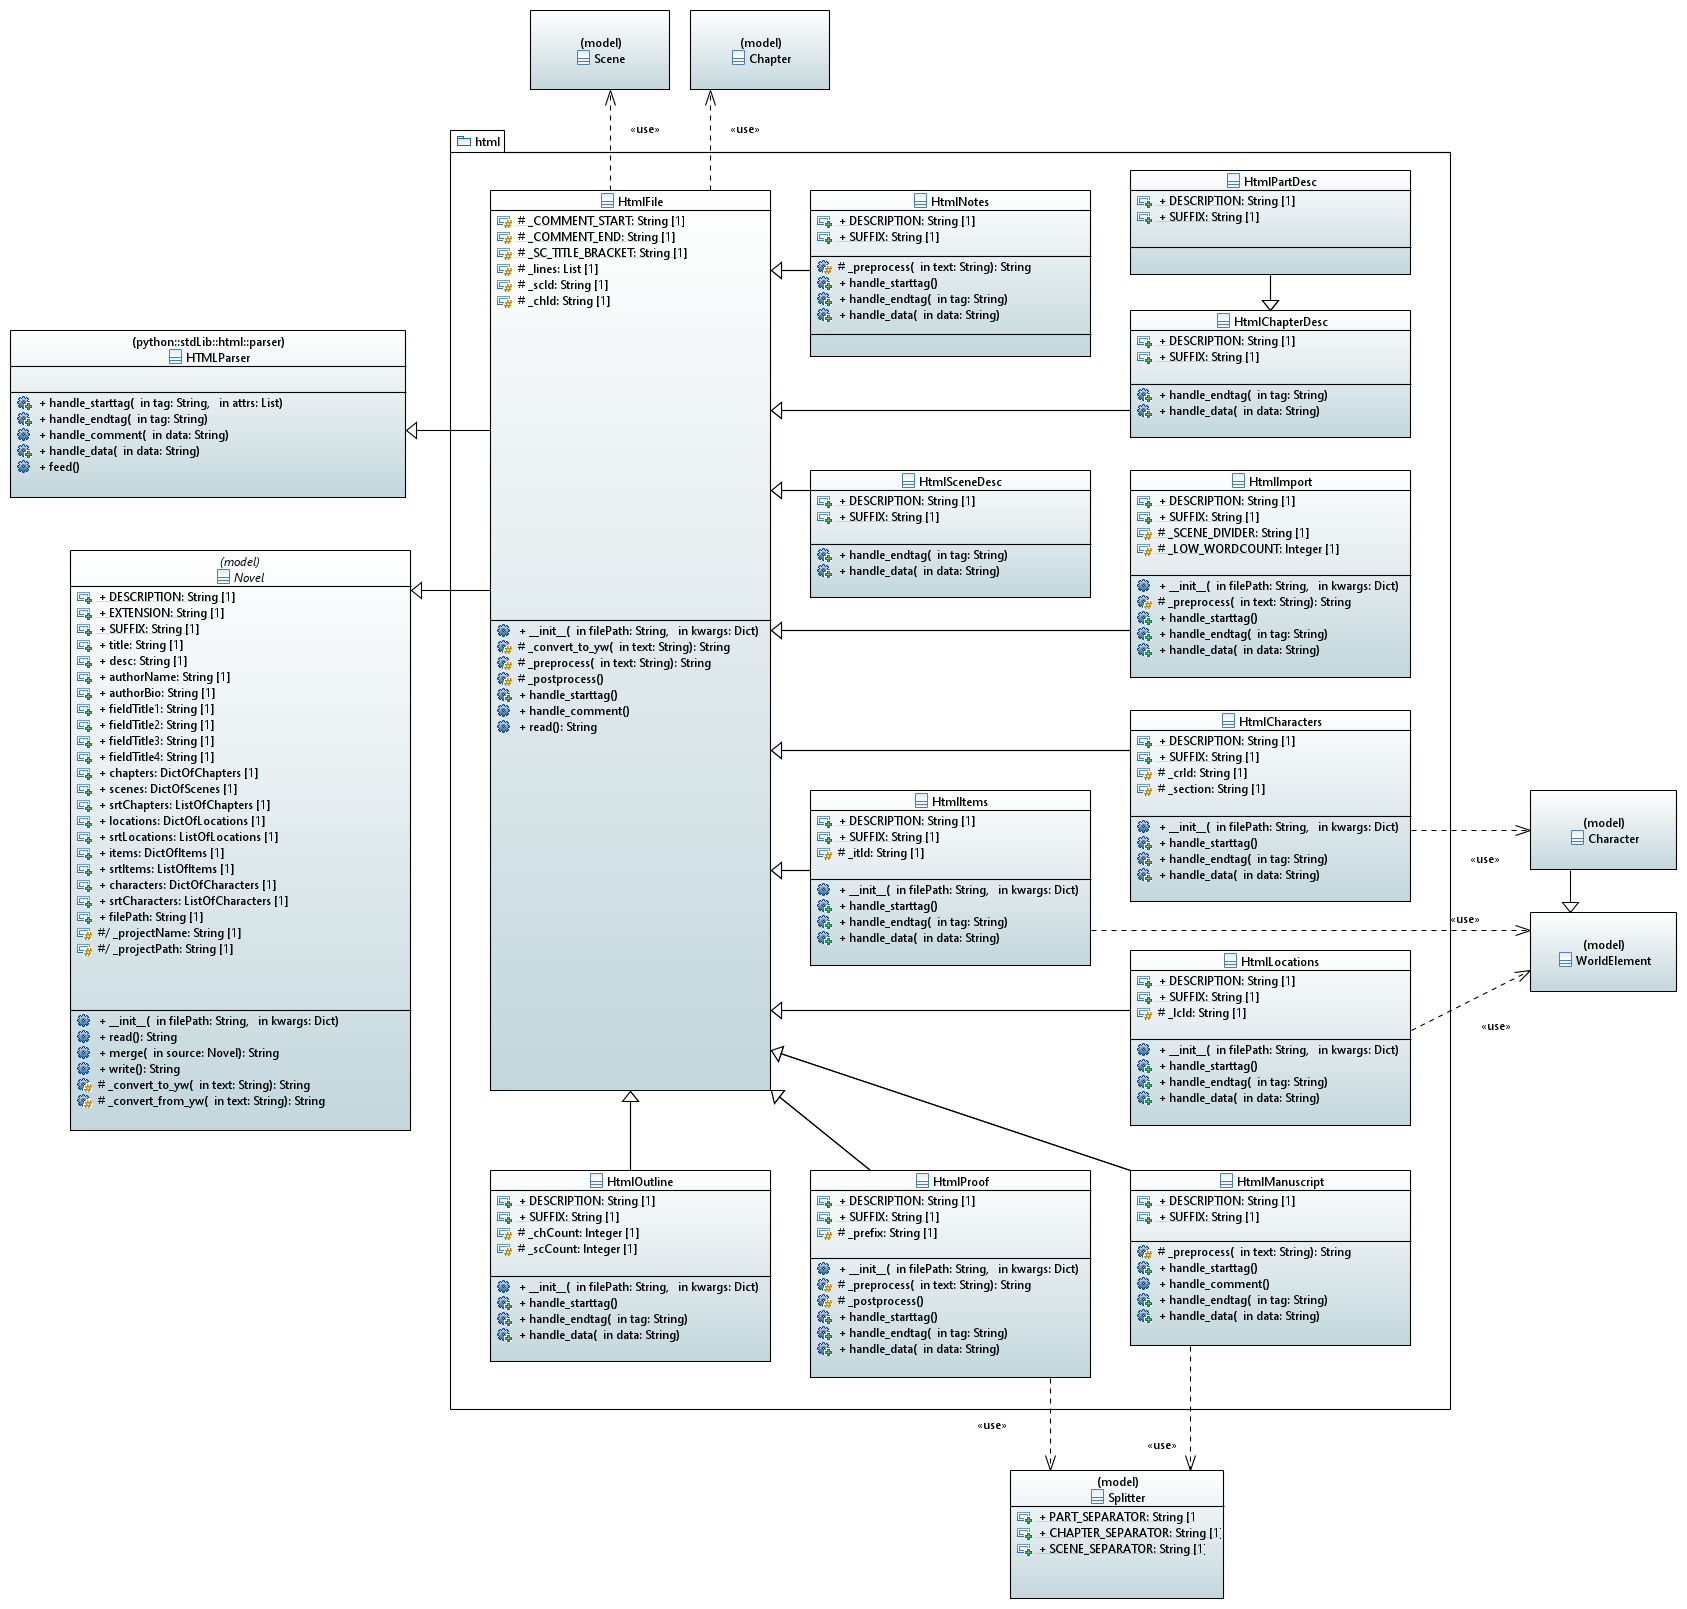 (model)
Scene
(model)
Chapter
«use»
«use»
html
HtmlFile
# _COMMENT_START: String [1]
# _COMMENT_END: String [1]
# _SC_TITLE_BRACKET: String [1]
# _lines: List [1]
# _scId: String [1]
# _chId: String [1]
+ __init__(  in filePath: String,   in kwargs: Dict)
# _convert_to_yw(  in text: String): String
# _preprocess(  in text: String): String
# _postprocess()
+ handle_starttag()
+ handle_comment()
+ read(): String
HtmlNotes
+ DESCRIPTION: String [1]
+ SUFFIX: String [1]
# _preprocess(  in text: String): String
+ handle_starttag()
+ handle_endtag(  in tag: String)
+ handle_data(  in data: String)
HtmlPartDesc
+ DESCRIPTION: String [1]
+ SUFFIX: String [1]
HtmlChapterDesc
+ DESCRIPTION: String [1]
+ SUFFIX: String [1]
+ handle_endtag(  in tag: String)
+ handle_data(  in data: String)
(python::stdLib::html::parser)
HTMLParser
+ handle_starttag(  in tag: String,   in attrs: List)
+ handle_endtag(  in tag: String)
+ handle_comment(  in data: String)
+ handle_data(  in data: String)
+ feed()
HtmlSceneDesc
+ DESCRIPTION: String [1]
+ SUFFIX: String [1]
+ handle_endtag(  in tag: String)
+ handle_data(  in data: String)
HtmlImport
+ DESCRIPTION: String [1]
+ SUFFIX: String [1]
# _SCENE_DIVIDER: String [1]
# _LOW_WORDCOUNT: Integer [1]
+ __init__(  in filePath: String,   in kwargs: Dict)
# _preprocess(  in text: String): String
+ handle_starttag()
+ handle_endtag(  in tag: String)
+ handle_data(  in data: String)
(model)
Novel
+ DESCRIPTION: String [1]
+ EXTENSION: String [1]
+ SUFFIX: String [1]
+ title: String [1]
+ desc: String [1]
+ authorName: String [1]
+ authorBio: String [1]
+ fieldTitle1: String [1]
+ fieldTitle2: String [1]
+ fieldTitle3: String [1]
+ fieldTitle4: String [1]
+ chapters: DictOfChapters [1]
+ scenes: DictOfScenes [1]
+ srtChapters: ListOfChapters [1]
+ locations: DictOfLocations [1]
+ srtLocations: ListOfLocations [1]
+ items: DictOfItems [1]
+ srtItems: ListOfItems [1]
+ characters: DictOfCharacters [1]
+ srtCharacters: ListOfCharacters [1]
+ filePath: String [1]
#/ _projectName: String [1]
#/ _projectPath: String [1]
+ __init__(  in filePath: String,   in kwargs: Dict)
+ read(): String
+ merge(  in source: Novel): String
+ write(): String
# _convert_to_yw(  in text: String): String
# _convert_from_yw(  in text: String): String
HtmlCharacters
+ DESCRIPTION: String [1]
+ SUFFIX: String [1]
# _crId: String [1]
# _section: String [1]
+ __init__(  in filePath: String,   in kwargs: Dict)
+ handle_starttag()
+ handle_endtag(  in tag: String)
+ handle_data(  in data: String)
HtmlItems
+ DESCRIPTION: String [1]
+ SUFFIX: String [1]
# _itId: String [1]
+ __init__(  in filePath: String,   in kwargs: Dict)
+ handle_starttag()
+ handle_endtag(  in tag: String)
+ handle_data(  in data: String)
(model)
Character
«use»
«use»
(model)
WorldElement
«use»
HtmlLocations
+ DESCRIPTION: String [1]
+ SUFFIX: String [1]
# _lcId: String [1]
+ __init__(  in filePath: String,   in kwargs: Dict)
+ handle_starttag()
+ handle_endtag(  in tag: String)
+ handle_data(  in data: String)
HtmlOutline
+ DESCRIPTION: String [1]
+ SUFFIX: String [1]
# _chCount: Integer [1]
# _scCount: Integer [1]
+ __init__(  in filePath: String,   in kwargs: Dict)
+ handle_starttag()
+ handle_endtag(  in tag: String)
+ handle_data(  in data: String)
HtmlProof
+ DESCRIPTION: String [1]
+ SUFFIX: String [1]
# _prefix: String [1]
+ __init__(  in filePath: String,   in kwargs: Dict)
# _preprocess(  in text: String): String
# _postprocess()
+ handle_starttag()
+ handle_endtag(  in tag: String)
+ handle_data(  in data: String)
HtmlManuscript
+ DESCRIPTION: String [1]
+ SUFFIX: String [1]
# _preprocess(  in text: String): String
+ handle_starttag()
+ handle_comment()
+ handle_endtag(  in tag: String)
+ handle_data(  in data: String)
«use»
«use»
(model)
Splitter
+ PART_SEPARATOR: String [1
+ CHAPTER_SEPARATOR: String [1]
+ SCENE_SEPARATOR: String [1]